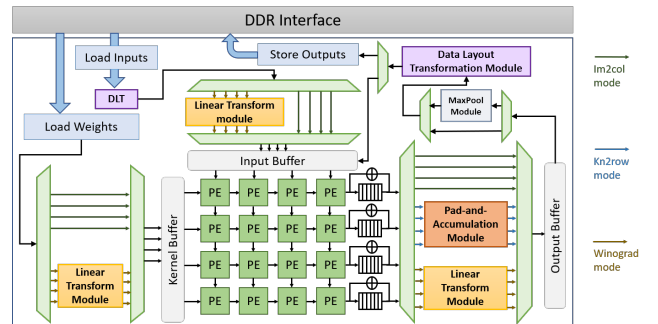 DDR Interface
Load Inputs
Store Outputs
Data Layout
Transformation Module
DLT
Load Weights
Linear Transform
module
MaxPool
Module
Input Buffer
Im2col
mode
Kn2row
mode
Winograd
mode
Linear
Transform
Module
Kernel Buffer
PE PE PE PE
PE PE PE PE
PE PE PE PE
PE PE PE PE
Pad-and-
Accumulation
Module
Linear
Transform
Module
Output Buffer